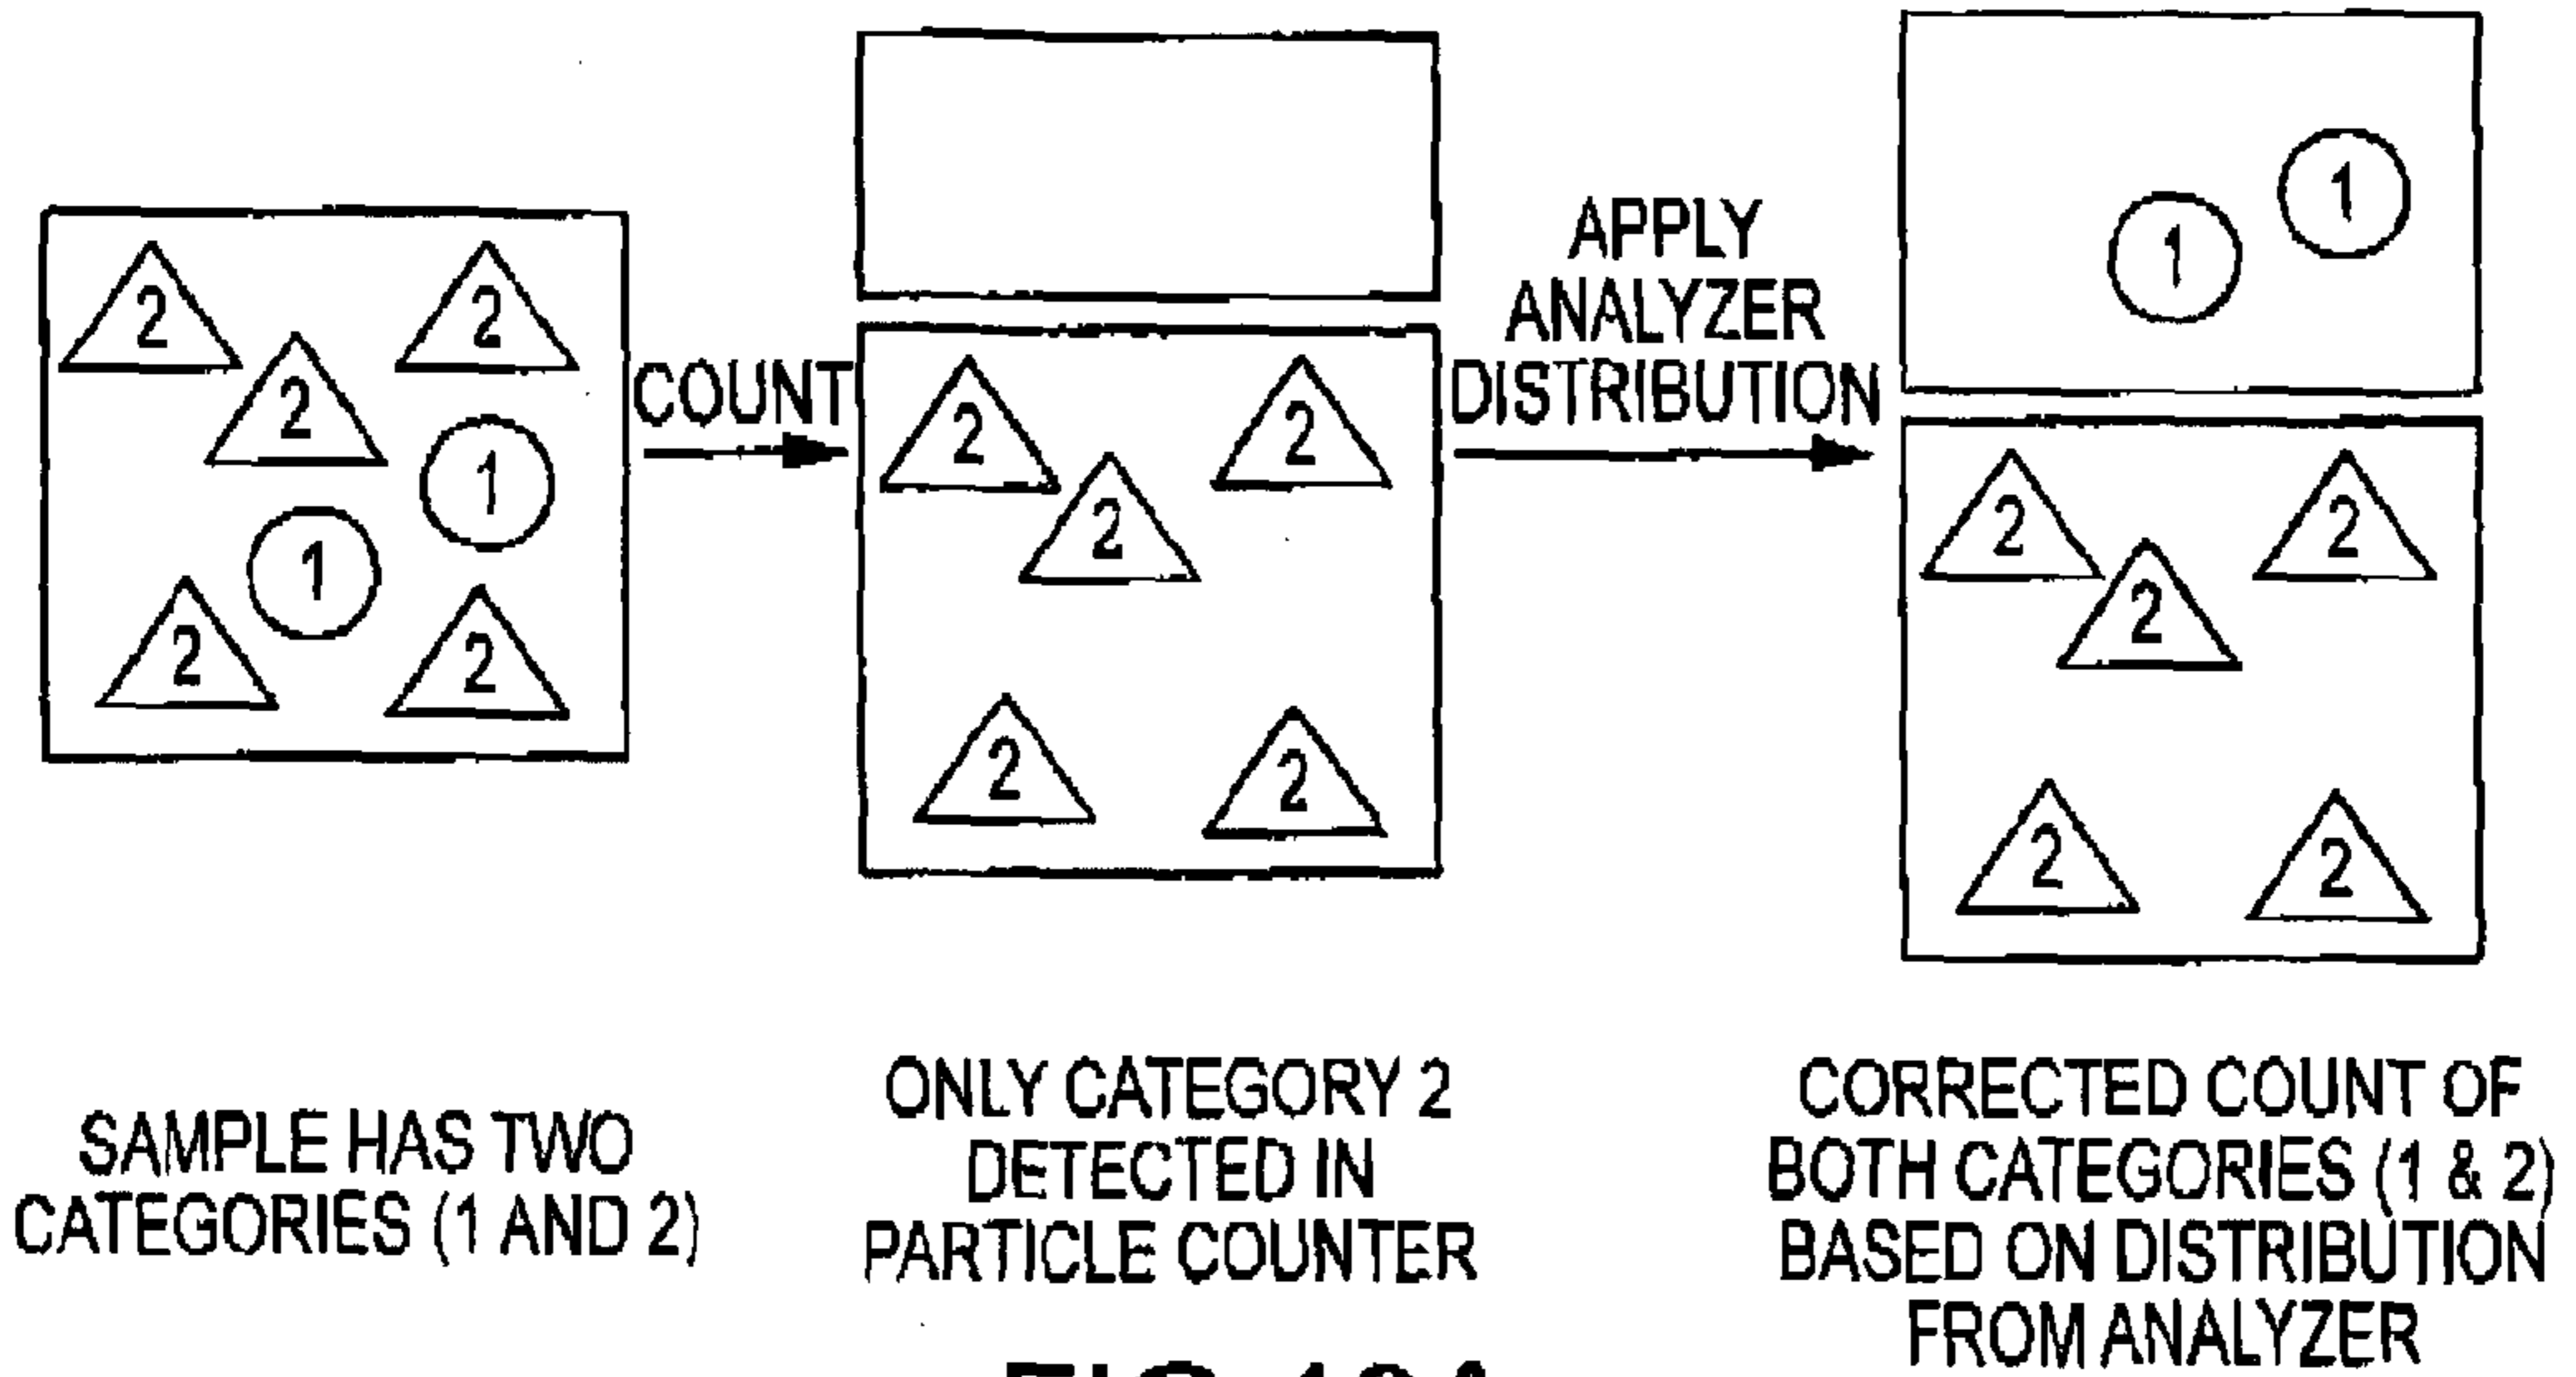 2 2
2
1
1
2 2
COUNT
2 2
2
2 2
APPLY
ANALYZER
DISTRIBUTION
1
1
2 2
2
2 2
SAMPLE HAS TWO
CATEGORIES (1 AND 2)
ONLY CATEGORY 2
DETECTED IN
PARTICLE COUNTER
CORRECTED COUNT OF
BOTH CATEGORIES (1 & 2)
BASED ON DISTRIBUTION
FROM ANALYZER